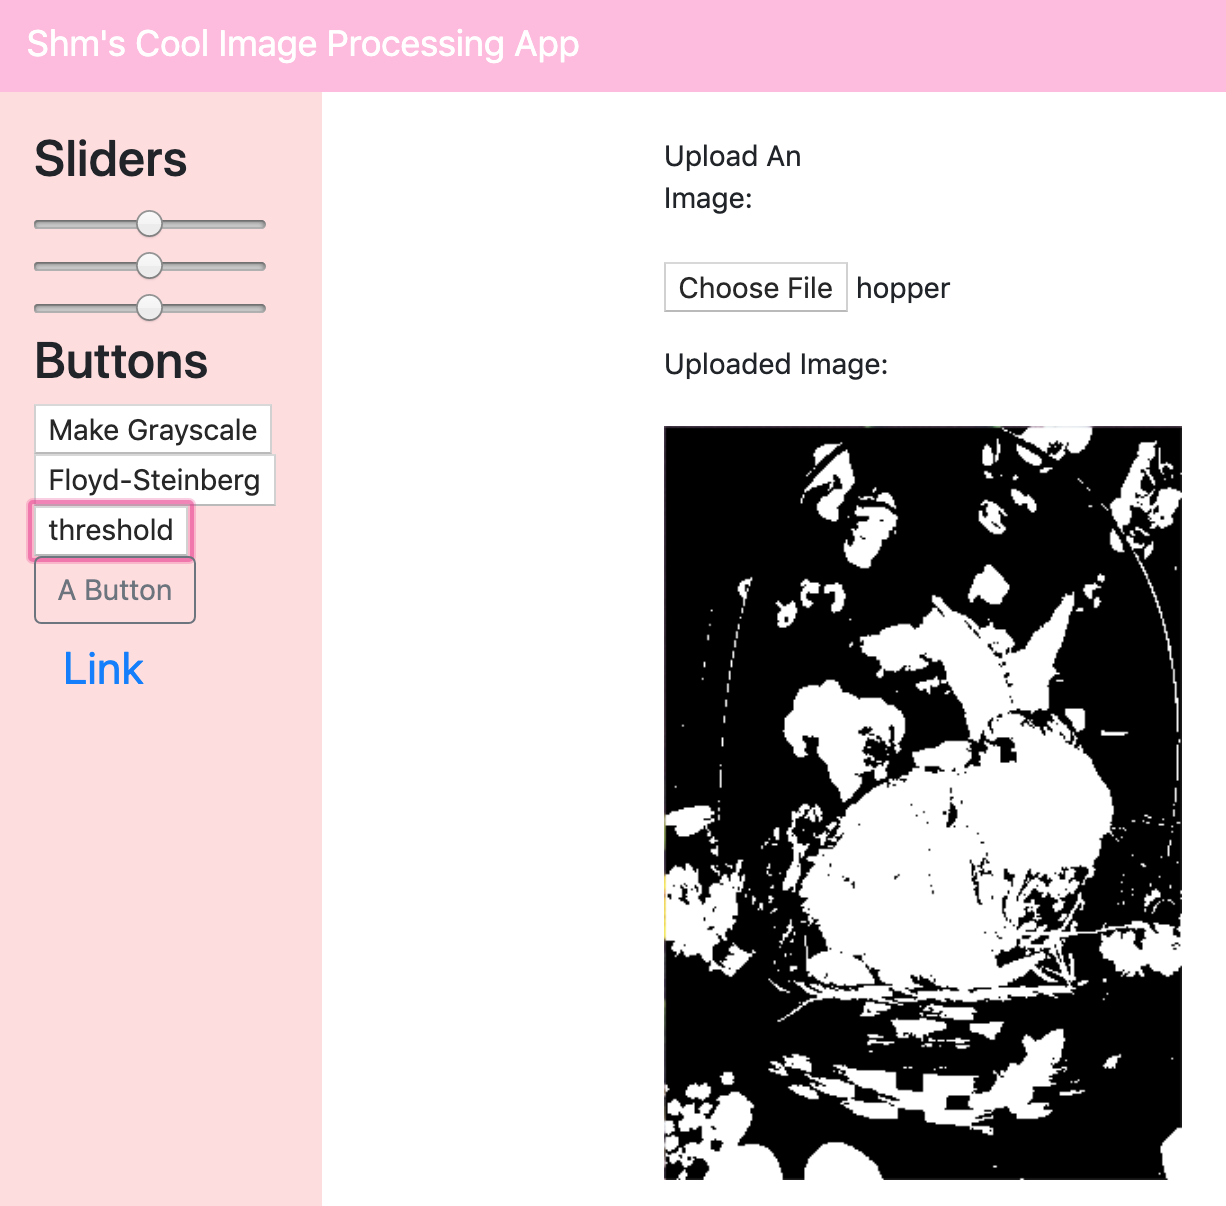 Shm's Cool Image Processing App
Sliders
Buttons
Make Grayscale
Floyd-Steinberg
threshold
A Button
Link
Upload An
Image:
Choose File hopper
Uploaded Image: